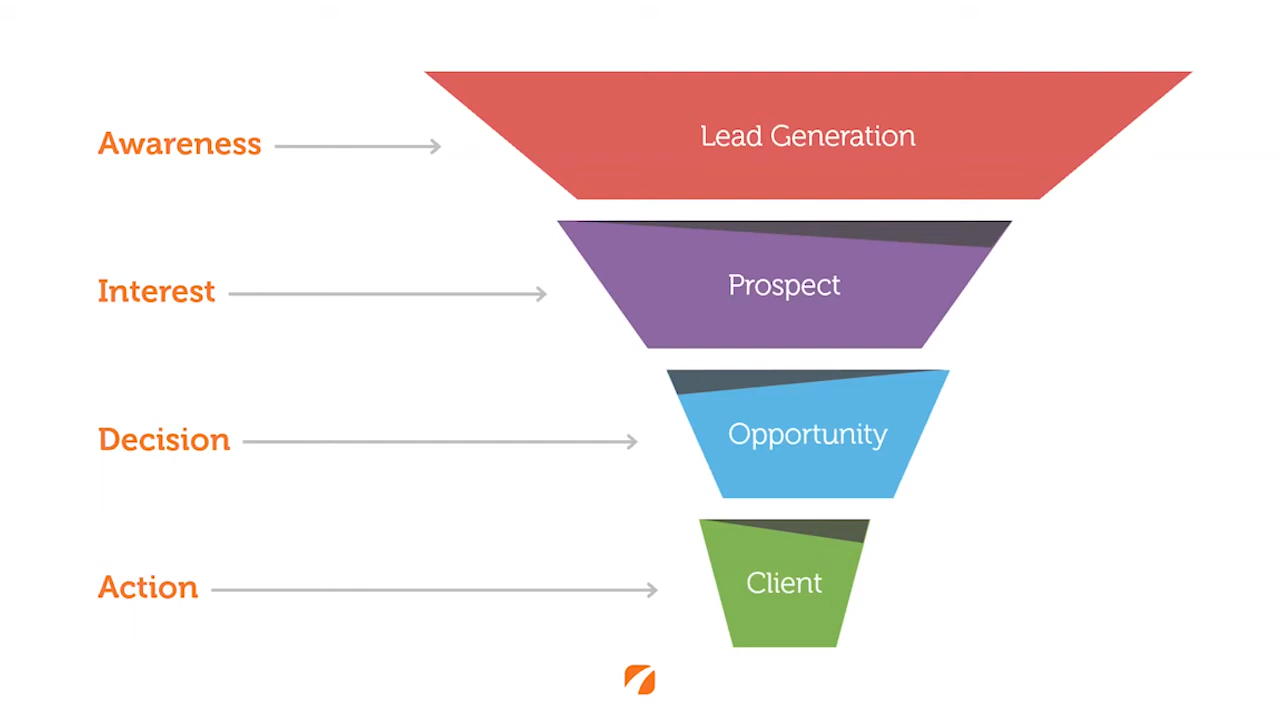 Awareness
Lead Generation
Interest
Prospect
Decision
Opportunity
Action
Client